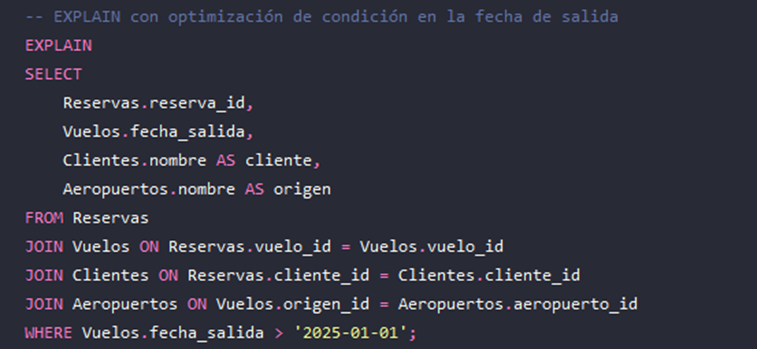 -- EXPLAIN con optimización de condición en la fecha de salida
EXPLAIN
SELECT
    Reservas.reserva_id,
    Vuelos.fecha_salida,
    Clientes.nombre AS cliente,
    Aeropuertos.nombre AS origen
FROM Reservas
JOIN Vuelos ON Reservas.vuelo_id = Vuelos.vuelo_id
JOIN Clientes ON Reservas.cliente_id = Clientes.cliente_id
JOIN Aeropuertos ON Vuelos.origen_id = Aeropuertos.aeropuerto_id
WHERE Vuelos.fecha_salida > '2025-01-01';